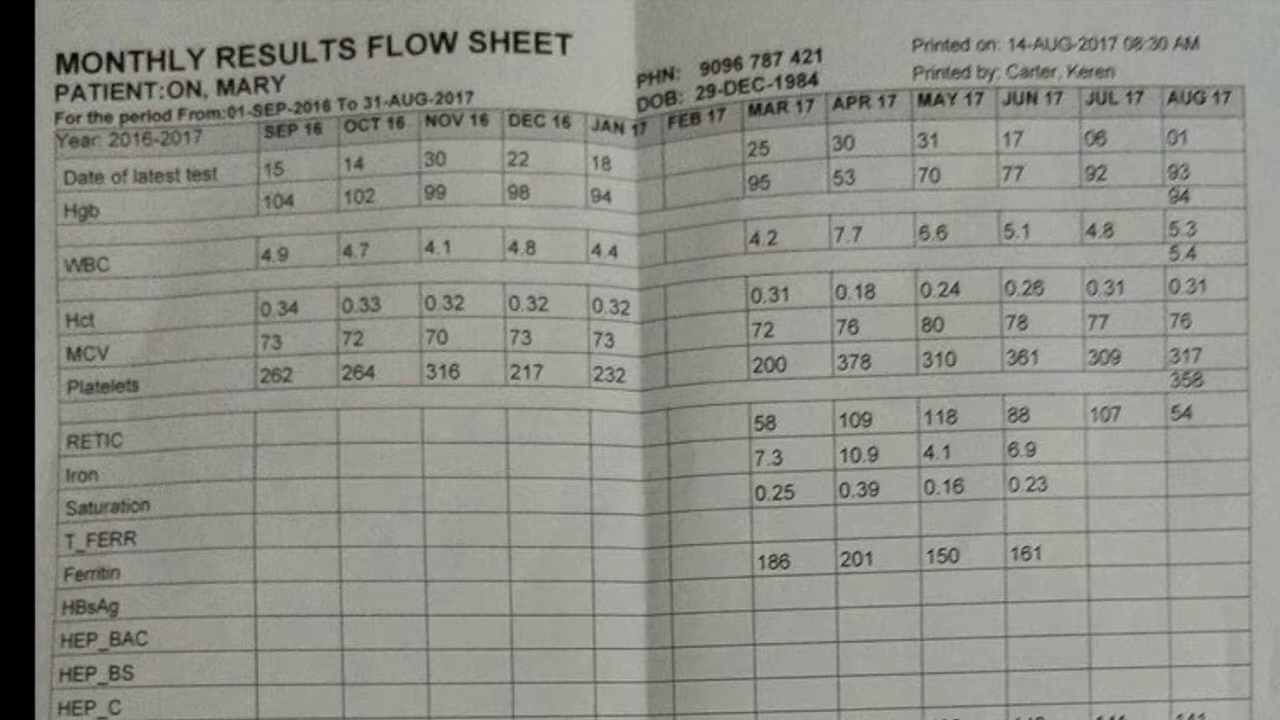 MONTHLY RESULTS FLOW SHEET
PHN: 9096 787 421
Printed on: 14-AUG-2017 08:30 AM
PATIENT:ON, MARY
DOB: 29-DEC-1984
Printed by: Carter, Keren
For the period From:01-SEP-2016 To 31-AUG-2017
Year: 2016-2017 SEP 16 OCT 16 NOV 16 DEC 16 JAN 17 FEB 17 MAR 17 APR 17 MAY 17 JUN 17 JUL 17 AUG 17
Date of latest test 15 14 30 22 18 25 30 31 17 06 01
Hgb 104 102 99 98 94 95 53 70 77 92 93
94
WBC 4.9 4.7 4.1 4.8 4.4 4.2 7.7 6.6 5.1 4.8 5.3
5.4
Hct 0.34 0.33 0.32 0.32 0.32 0.31 0.18 0.24 0.26 0.31 0.31
MCV 73 72 70 73 73 72 76 80 78 77 76
Platelets 262 264 316 217 232 200 378 310 361 309 317
358
RETIC 58 109 118 88 107 54
Iron 7.3 10.9 4.1 6.9
Saturation 0.25 0.39 0.16 0.23
T_FERR
Ferritin 186 201 150 161
HBsAg
HEP_BAC
HEP_BS
HEP_C